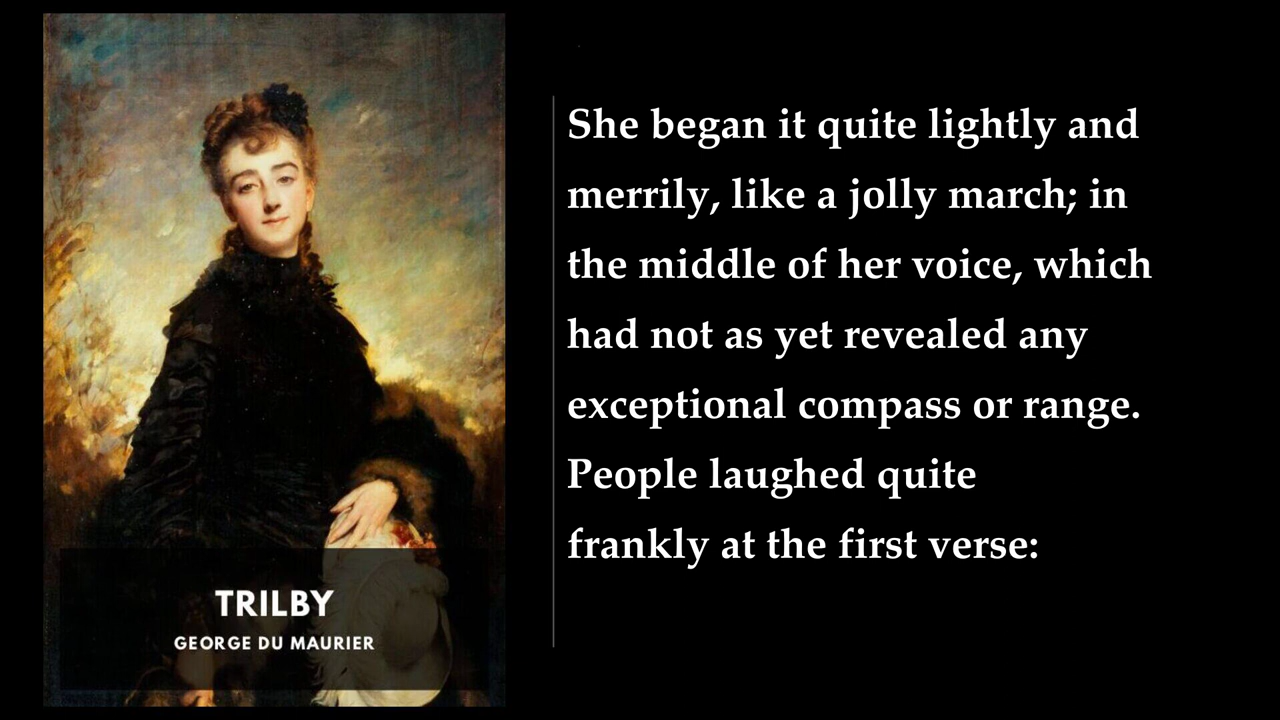 TRILBY
GEORGE DU MAURIER
She began it quite lightly and
merrily, like a jolly march; in
the middle of her voice, which
had not as yet revealed any
exceptional compass or range.
People laughed quite
frankly at the first verse: